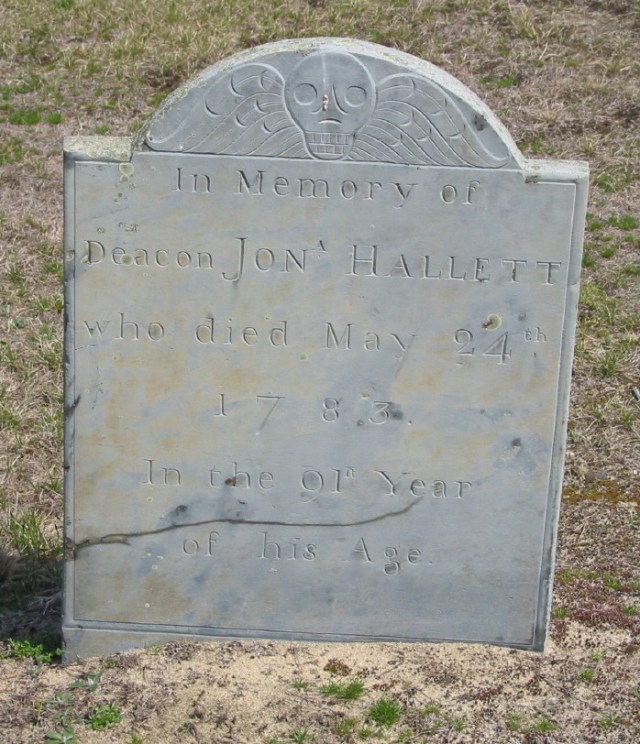 In Memory of
Deacon JONᴬ HALLETT
who died May 24th
1783.
In the 91st Year
of his Age.